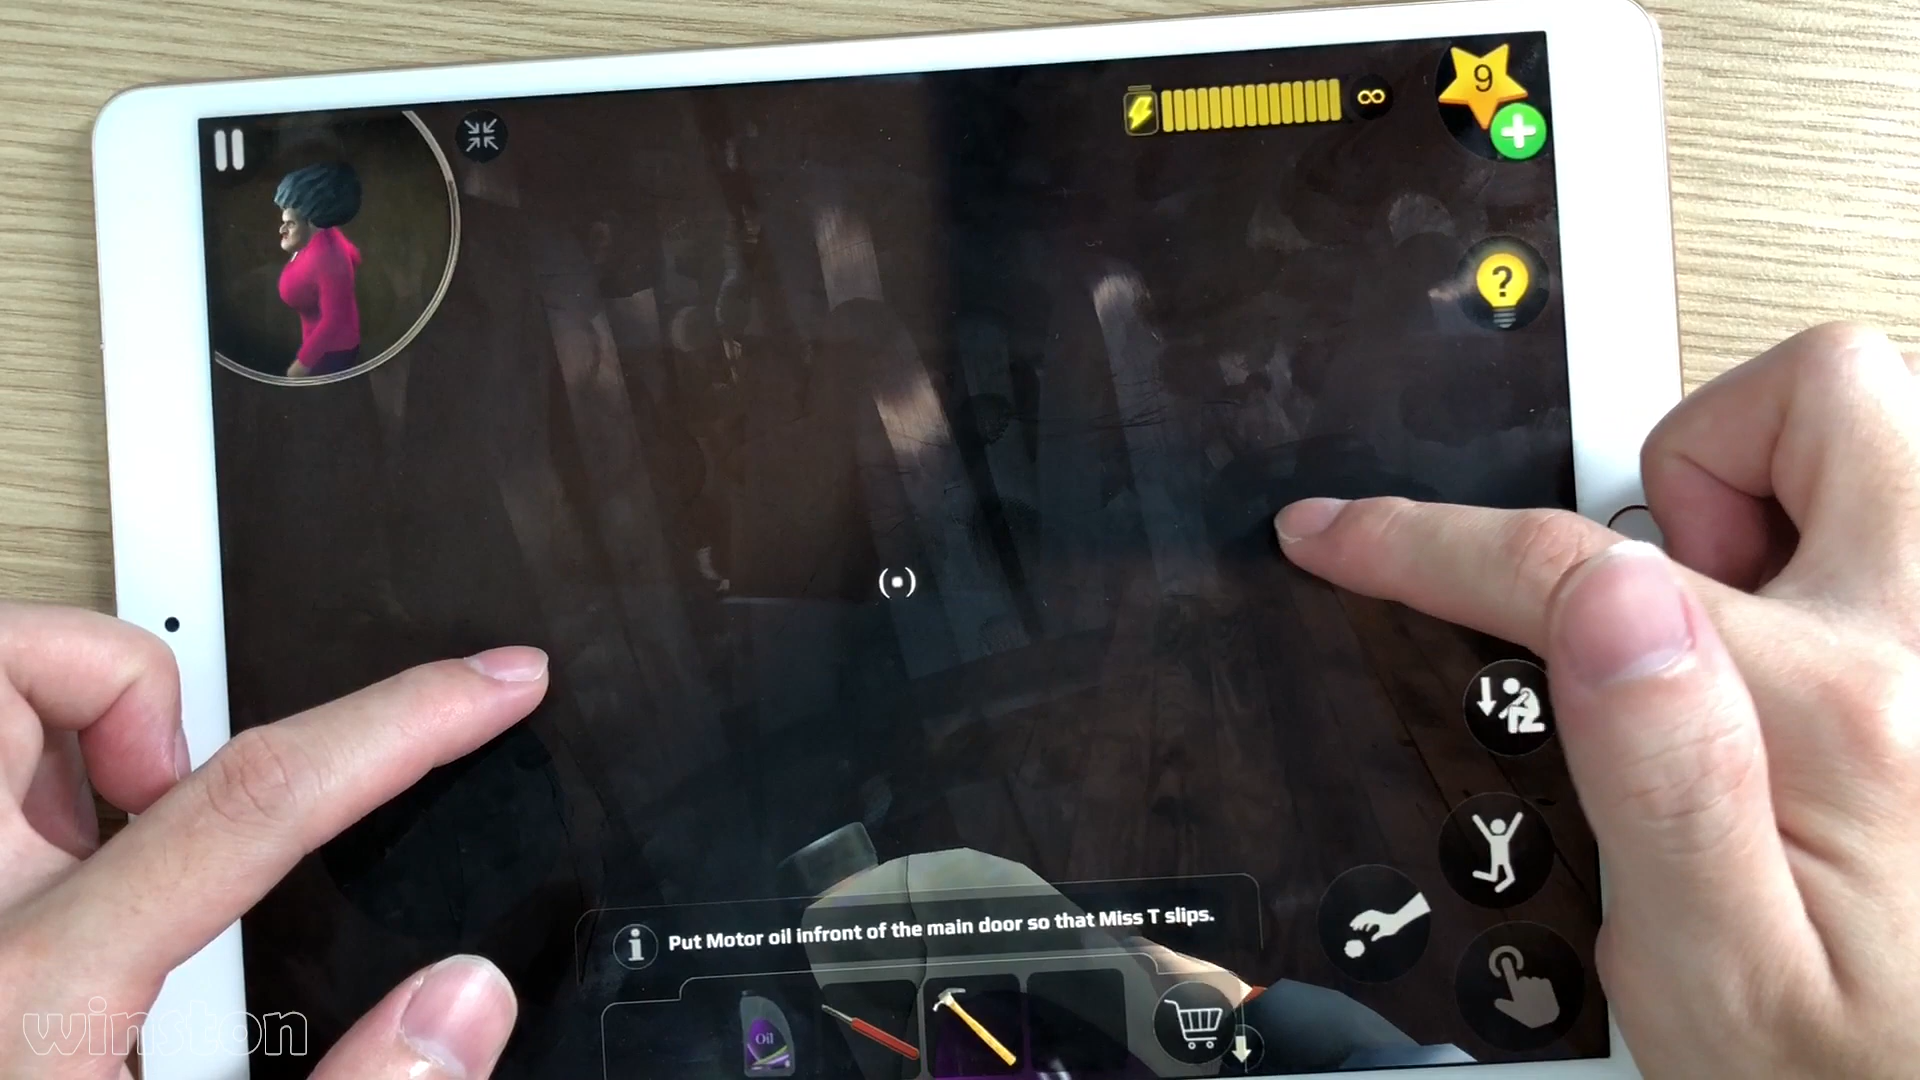 9
∞
?
Put Motor oil infront of the main door so that Miss T slips.
Oil
winston